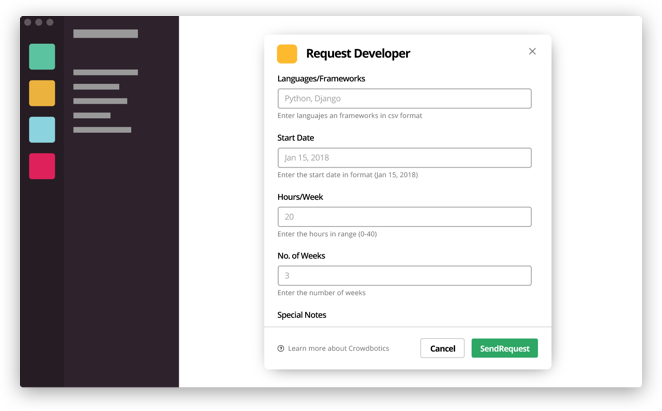 Request Developer
Languages/Frameworks
Python, Django
Enter languajes an frameworks in csv format
Start Date
Jan 15, 2018
Enter the start date in format (Jan 15, 2018)
Hours/Week
20
Enter the hours in range (0-40)
No. of Weeks
3
Enter the number of weeks
Special Notes
Learn more about Crowdbotics
Cancel
SendRequest